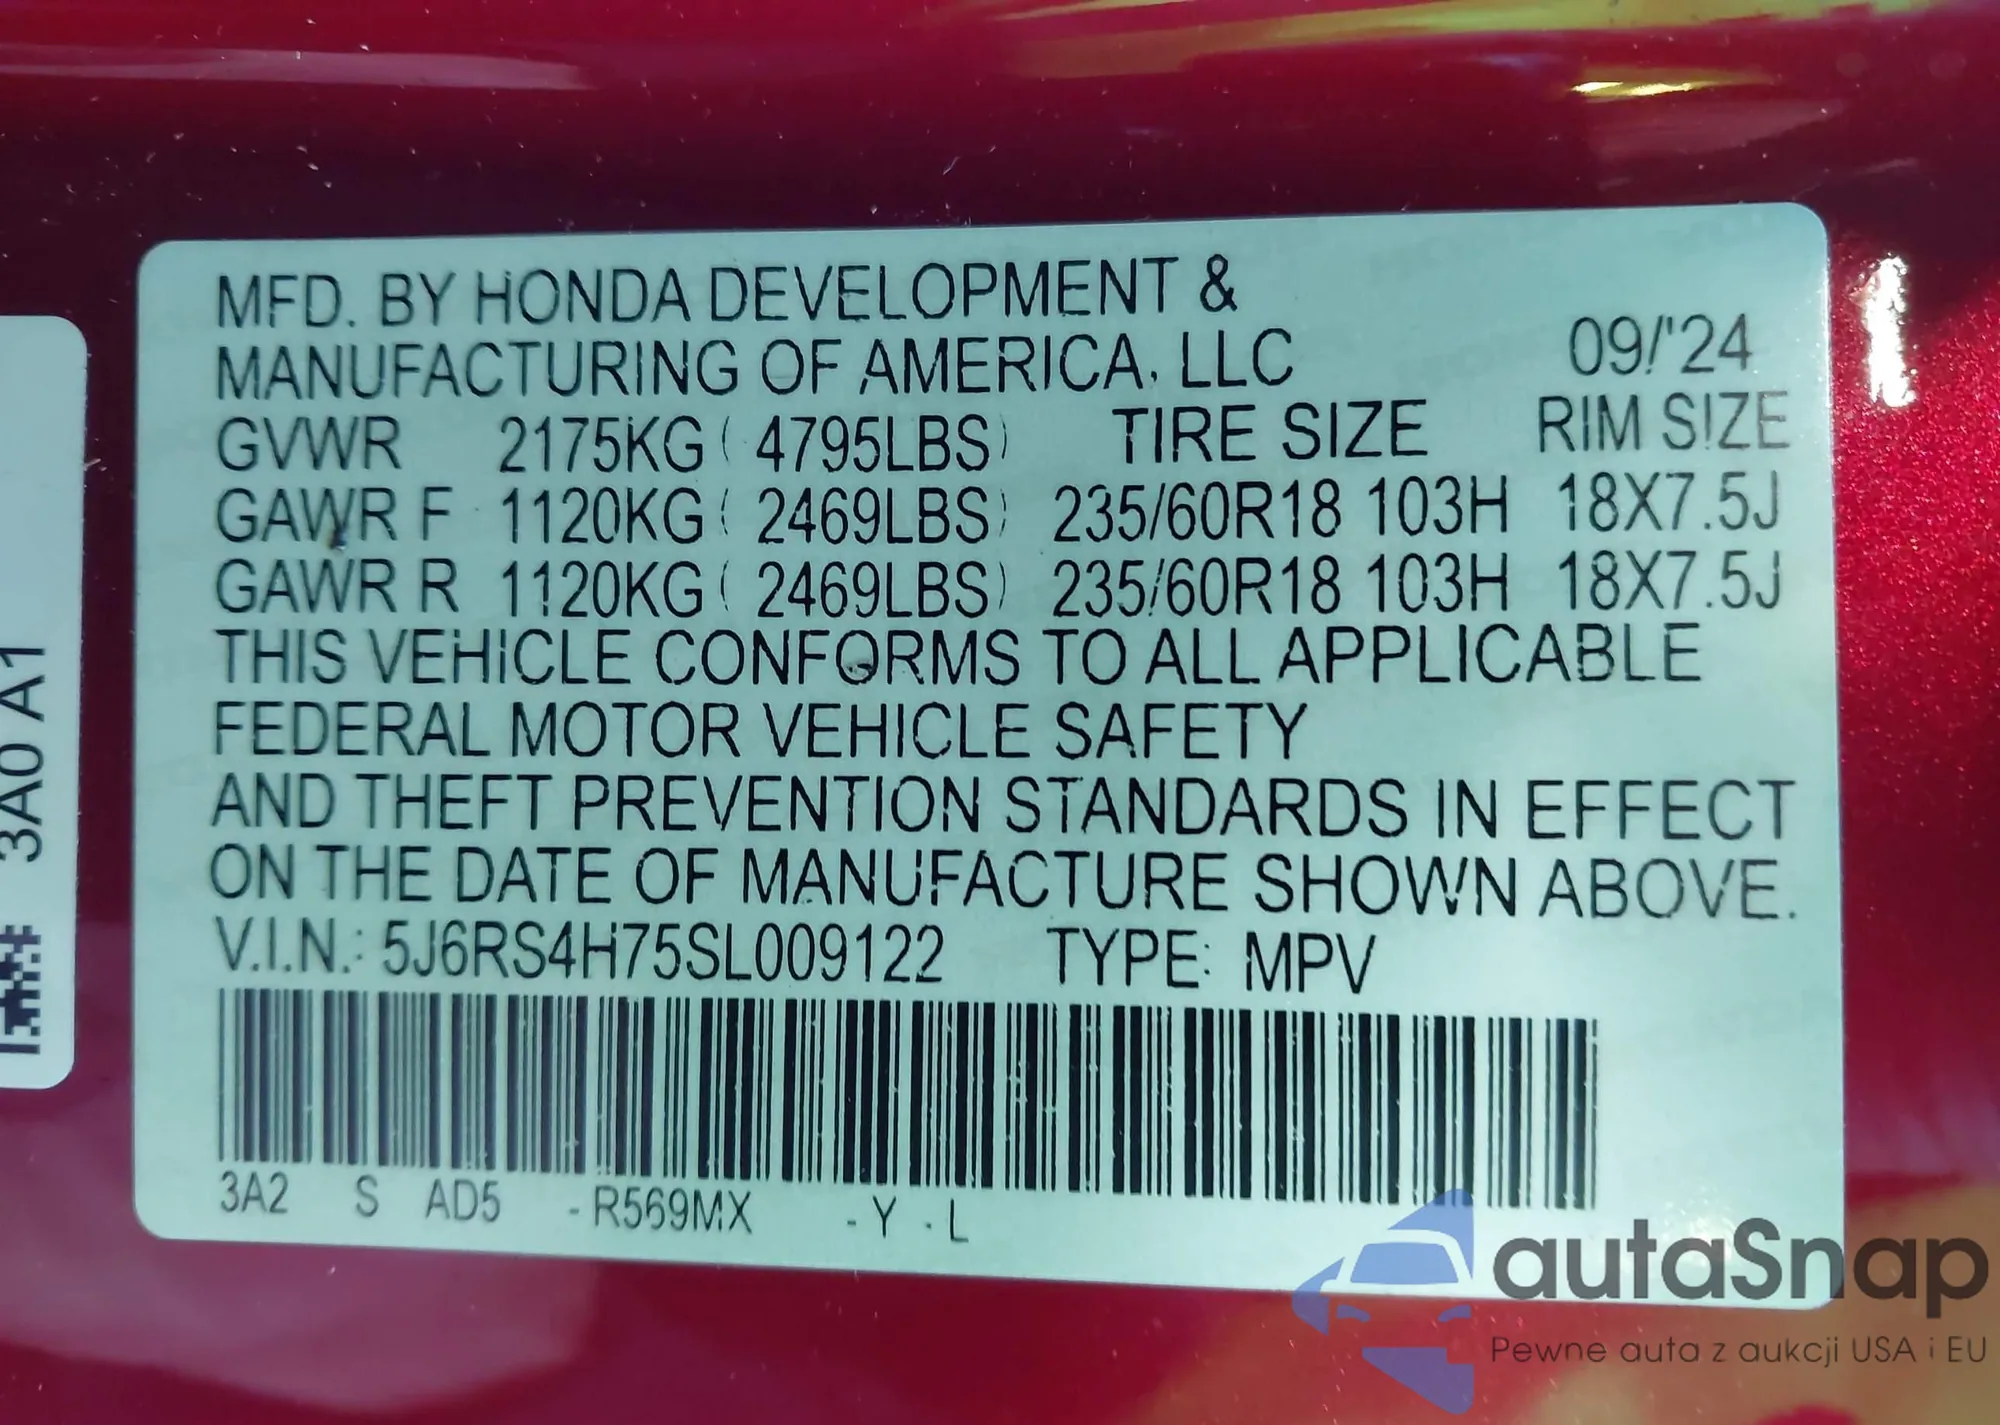 MFD. BY HONDA DEVELOPMENT &
MANUFACTURING OF AMERICA, LLC 09/'24
GVWR 2175KG ( 4795LBS) TIRE SIZE RIM SIZE
GAWR F 1120KG ( 2469LBS) 235/60R18 103H 18X7.5J
GAWR R 1120KG ( 2469LBS) 235/60R18 103H 18X7.5J
THIS VEHICLE CONFORMS TO ALL APPLICABLE
FEDERAL MOTOR VEHICLE SAFETY
AND THEFT PREVENTION STANDARDS IN EFFECT
ON THE DATE OF MANUFACTURE SHOWN ABOVE.
V.I.N.: 5J6RS4H75SL009122 TYPE: MPV
3A2 S AD5 -R569MX -Y -L
3A0 A1
autaSnap
Pewne auta z aukcji USA i EU